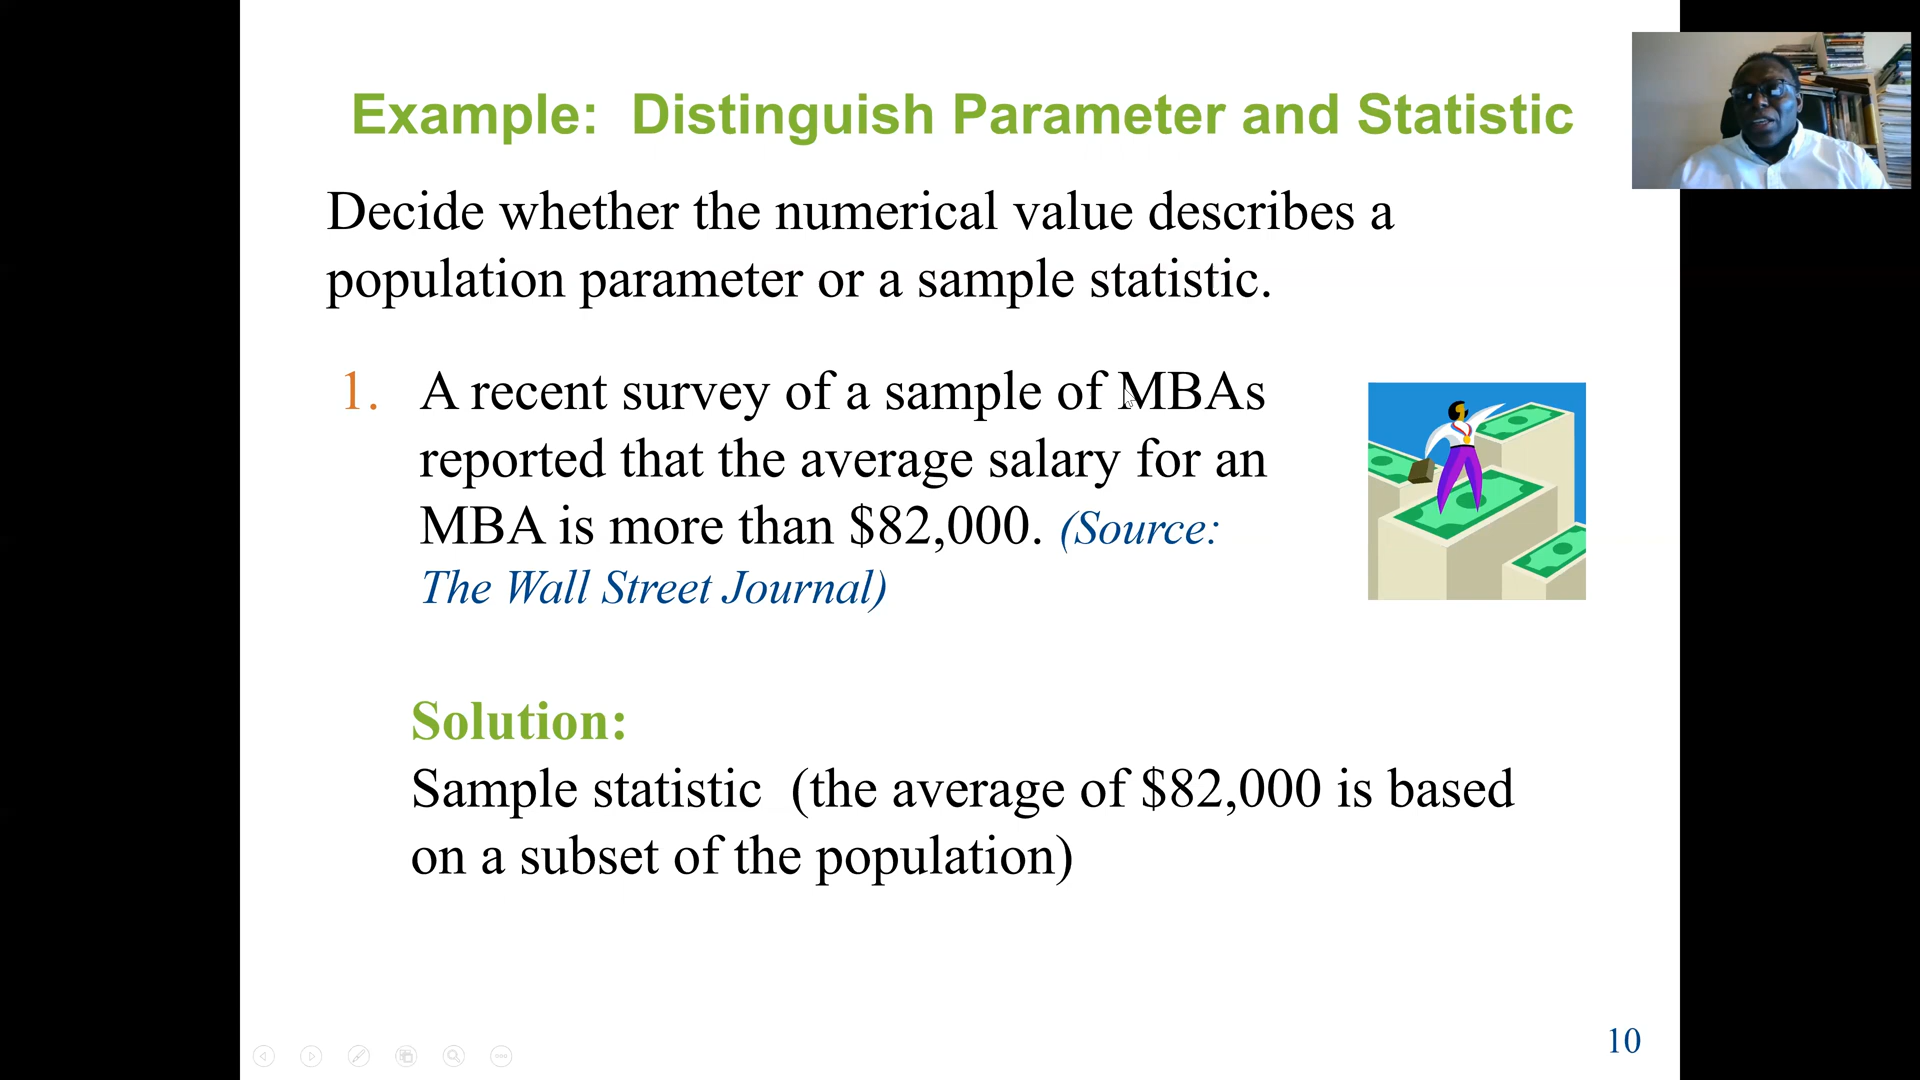 Example: Distinguish Parameter and Statistic
Decide whether the numerical value describes a
population parameter or a sample statistic.
1. A recent survey of a sample of MBAs
reported that the average salary for an
MBA is more than $82,000. (Source:
The Wall Street Journal)
Solution:
Sample statistic (the average of $82,000 is based
on a subset of the population)
10